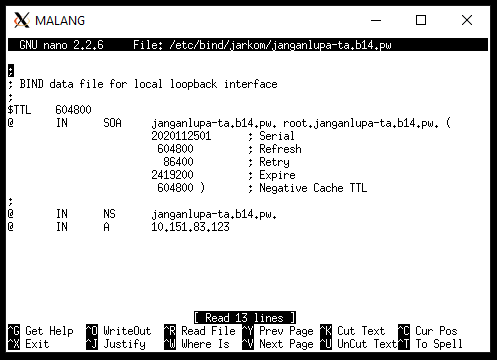 MALANG
GNU nano 2.2.6 File: /etc/bind/jarkom/janganlupa-ta.b14.pw
;
; BIND data file for local loopback interface
;
$TTL 604800
@ IN SOA janganlupa-ta.b14.pw. root.janganlupa-ta.b14.pw. (
2020112501 ; Serial
604800 ; Refresh
86400 ; Retry
2419200 ; Expire
604800 ) ; Negative Cache TTL
;
@ IN NS janganlupa-ta.b14.pw.
@ IN A 10.151.83.123
[ Read 13 lines ]
^G Get Help ^O WriteOut ^R Read File ^Y Prev Page ^K Cut Text ^C Cur Pos
^X Exit ^J Justify ^W Where Is ^V Next Page ^U UnCut Text ^T To Spell